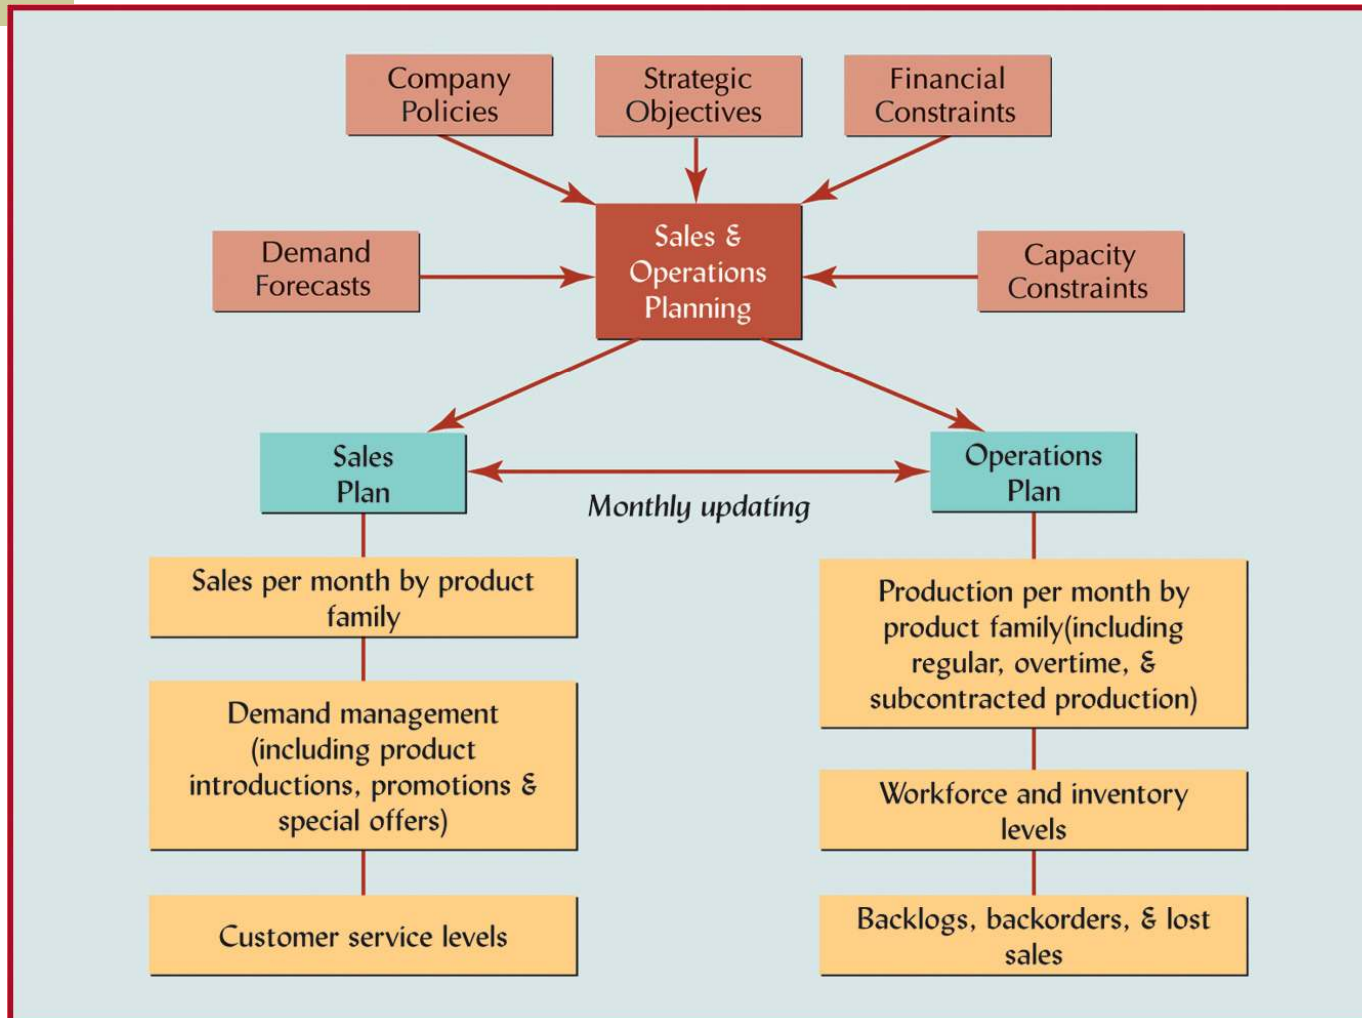 Company
Policies
Strategic
Objectives
Financial
Constraints
Demand
Forecasts
Sales &
Operations
Planning
Capacity
Constraints
Sales
Plan
Monthly updating
Operations
Plan
Sales per month by product
family
Demand management
(including product
introductions, promotions &
special offers)
Customer service levels
Production per month by
product family(including
regular, overtime, &
subcontracted production)
Workforce and inventory
levels
Backlogs, backorders, & lost
sales